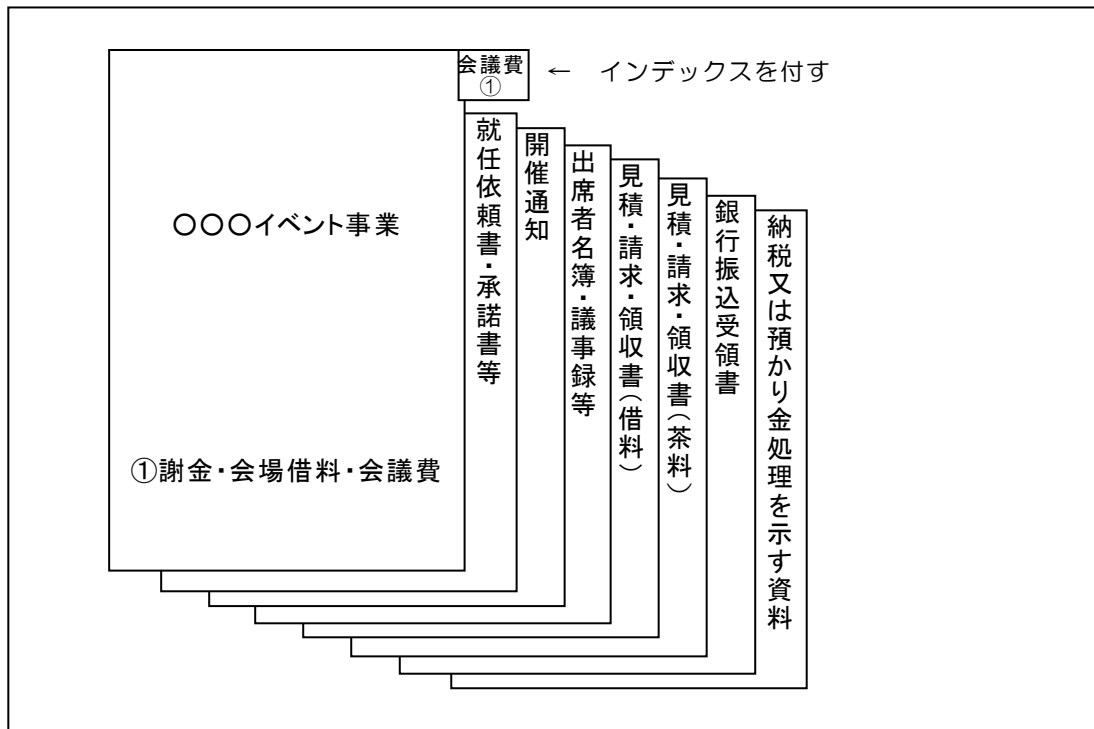 会議費
①
← インデックスを付す
〇〇〇イベント事業
①謝金・会場借料・会議費
就任依頼書・承諾書等
開催通知
出席者名簿・議事録等
見積・請求・領収書（借料）
見積・請求・領収書（茶料）
銀行振込受領書
納税又は預かり金処理を示す資料